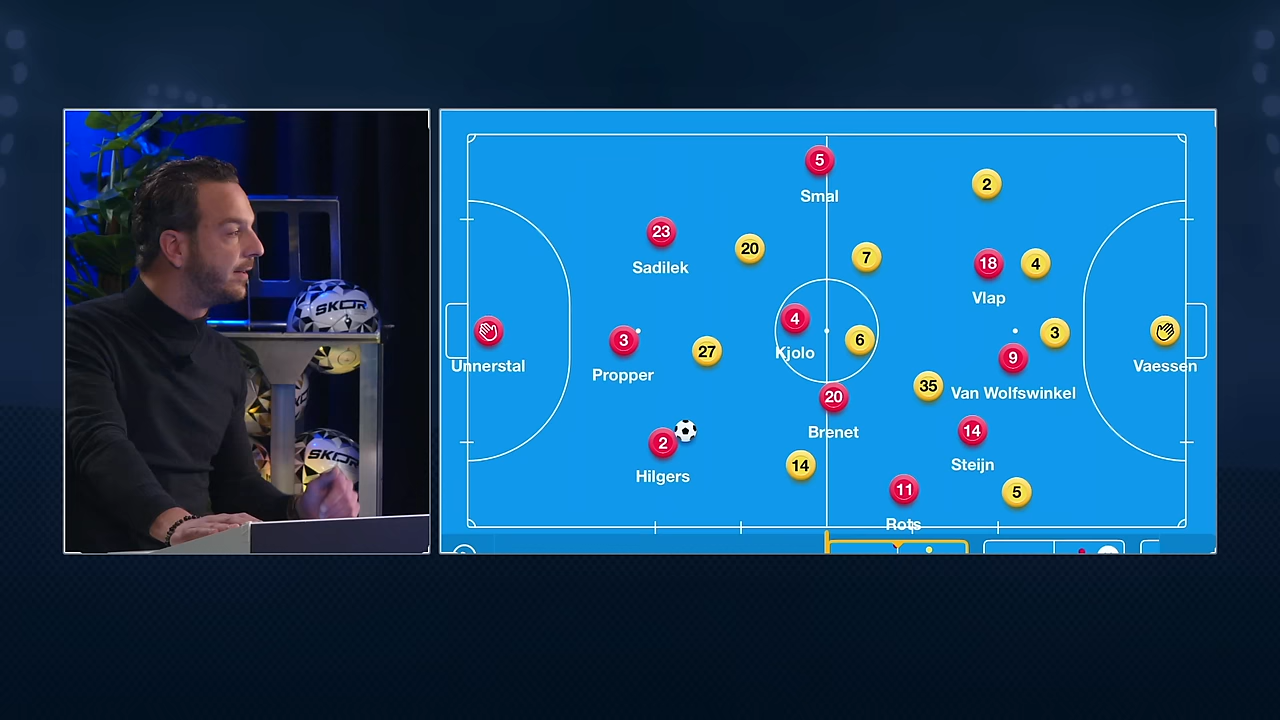 SKOR
SKOR
5
Smal
2
23
Sadilek
20
7
18
Vlap
4
4
Kjolo
Unnerstal
3
Propper
27
6
3
9
Van Wolfswinkel
Vaessen
35
20
Brenet
2
Hilgers
14
14
Steijn
11
Rots
5